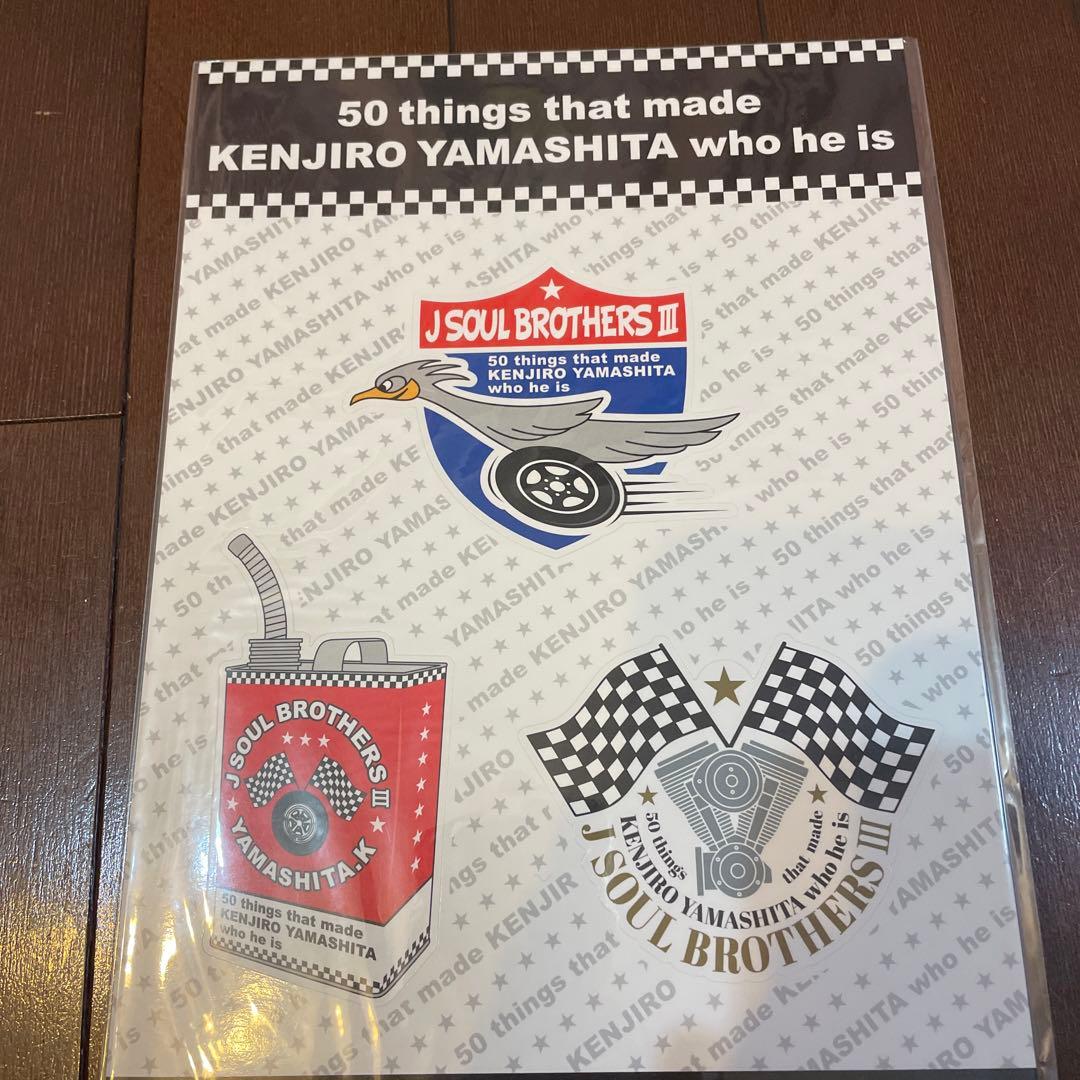 50 things that made
KENJIRO YAMASHITA who he is
J SOUL BROTHERS III
50 things that made
KENJIRO YAMASHITA
who he is
J SOUL BROTHERS III
YAMASHITA.K
50 things that made
KENJIRO YAMASHITA
who he is
50 things that made
KENJIRO YAMASHITA who he is
J SOUL BROTHERS III